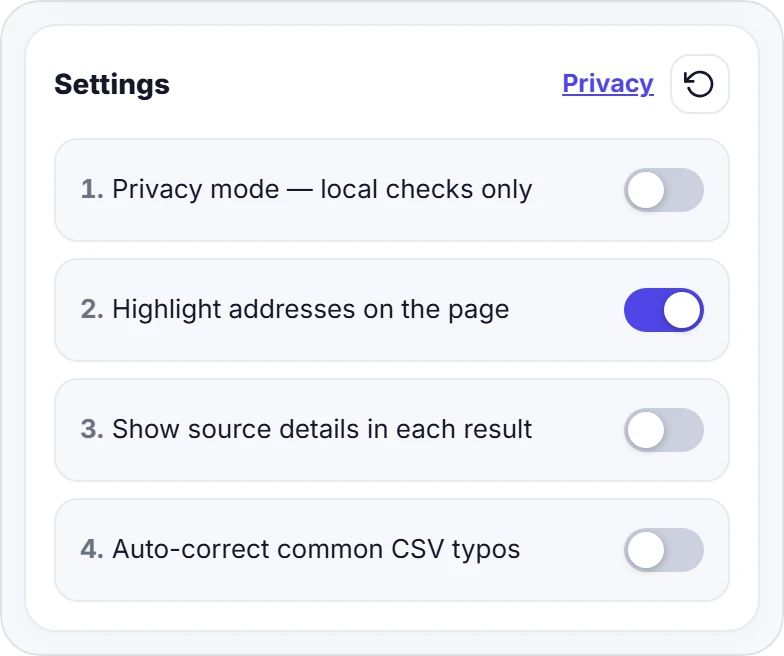 Settings
Privacy
1. Privacy mode — local checks only
2. Highlight addresses on the page
3. Show source details in each result
4. Auto-correct common CSV typos